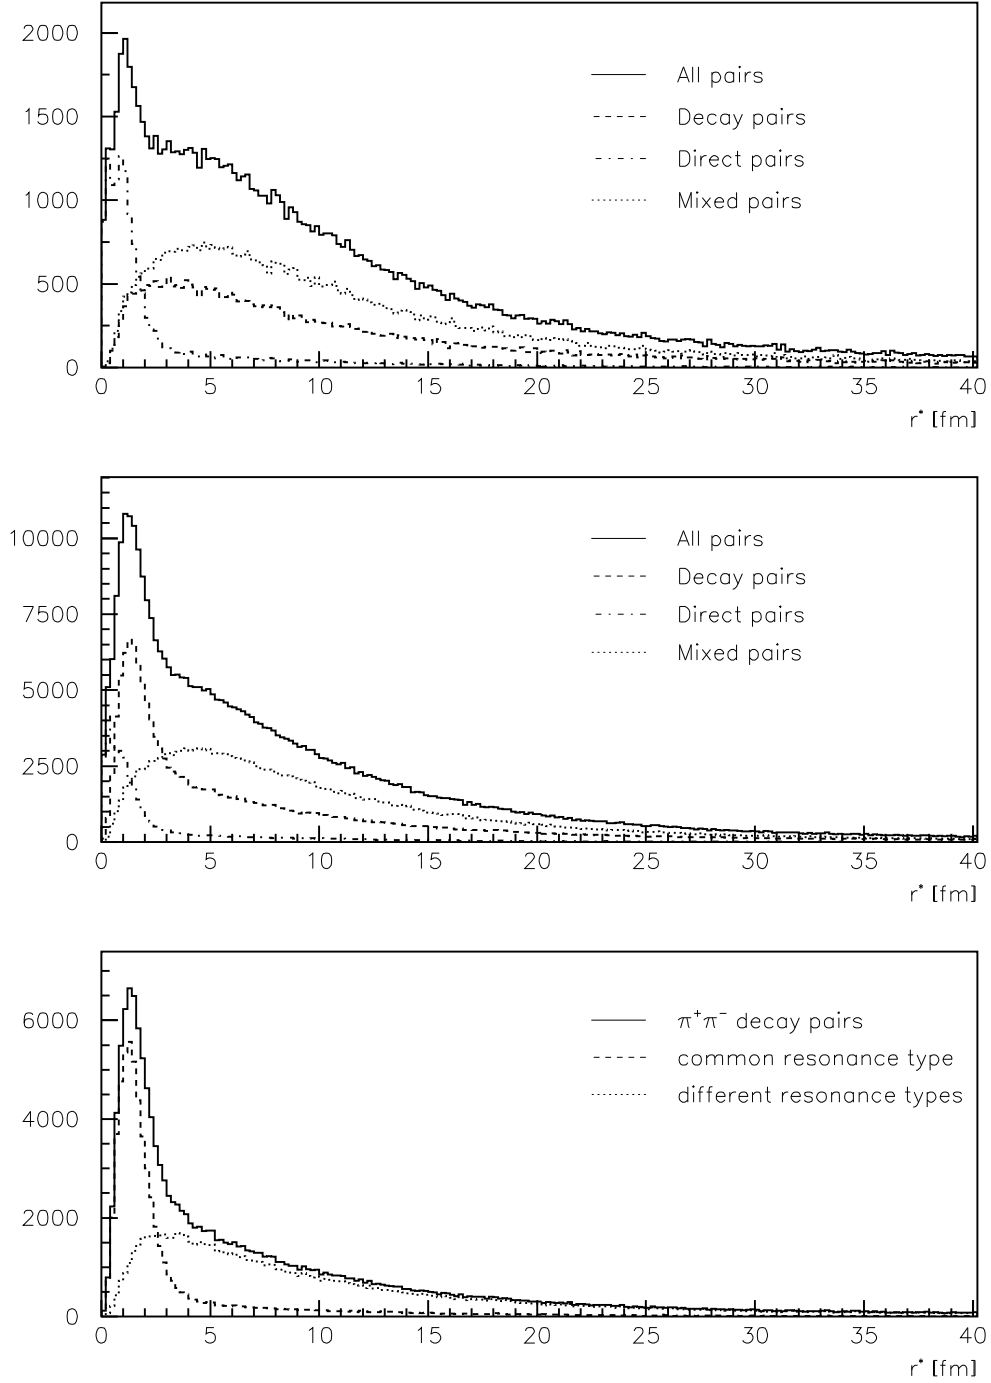 2000
1500
1000
500
0
All pairs
Decay pairs
Direct pairs
Mixed pairs
0 5 10 15 20 25 30 35 40
r* [fm]
10000
7500
5000
2500
0
All pairs
Decay pairs
Direct pairs
Mixed pairs
0 5 10 15 20 25 30 35 40
r* [fm]
6000
4000
2000
0
π⁺π⁻ decay pairs
common resonance type
different resonance types
0 5 10 15 20 25 30 35 40
r* [fm]